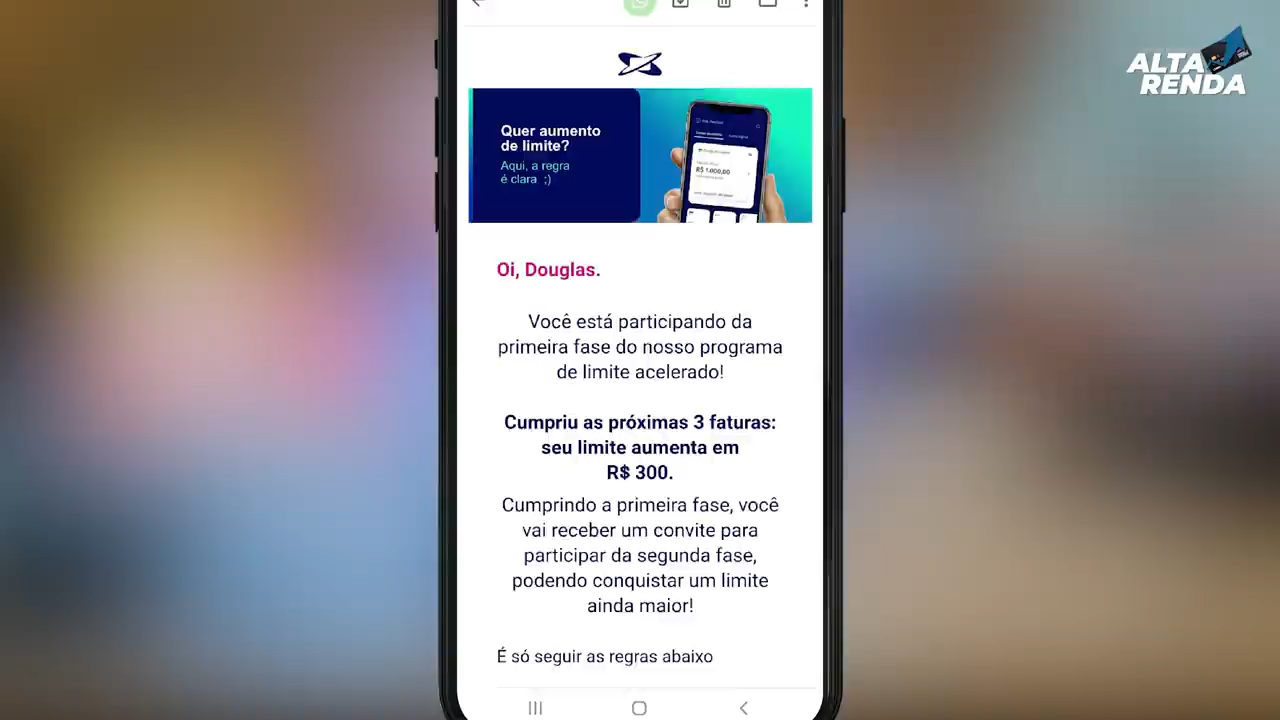 ALTA
RENDA
Quer aumento
de limite?
Aqui, a regra
é clara ;)
R$ 1.000,00
Oi, Douglas.
Você está participando da
primeira fase do nosso programa
de limite acelerado!
Cumpriu as próximas 3 faturas:
seu limite aumenta em
R$ 300.
Cumprindo a primeira fase, você
vai receber um convite para
participar da segunda fase,
podendo conquistar um limite
ainda maior!
É só seguir as regras abaixo